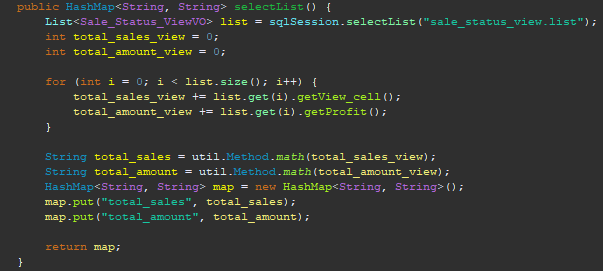 public HashMap<String, String> selectList() {
List<Sale_Status_ViewVO> list = sqlSession.selectList("sale_status_view.list");
int total_sales_view = 0;
int total_amount_view = 0;
for (int i = 0; i < list.size(); i++) {
total_sales_view += list.get(i).getView_cell();
total_amount_view += list.get(i).getProfit();
}
String total_sales = util.Method.math(total_sales_view);
String total_amount = util.Method.math(total_amount_view);
HashMap<String, String> map = new HashMap<String, String>();
map.put("total_sales", total_sales);
map.put("total_amount", total_amount);
return map;
}